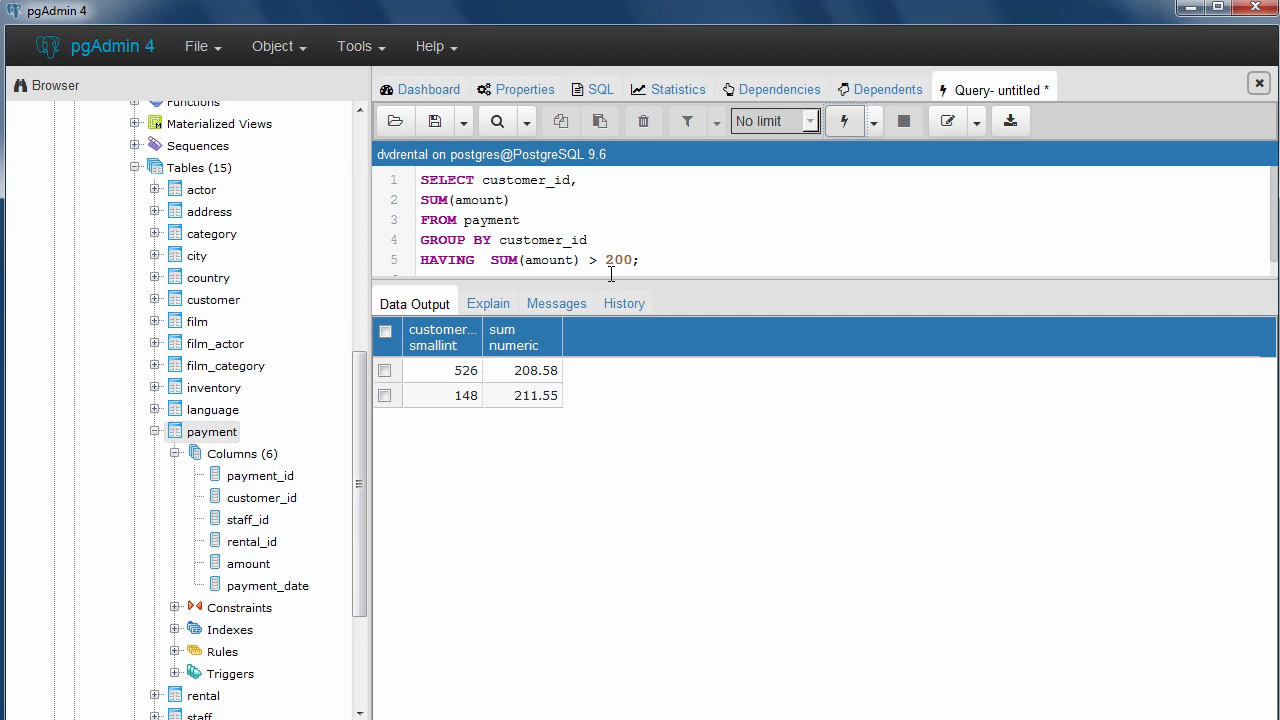 pgAdmin 4
pgAdmin 4 File Object Tools Help
Browser
Dashboard Properties SQL Statistics Dependencies Dependents Query- untitled *
No limit
dvdrental on postgres@PostgreSQL 9.6
Functions
Materialized Views
Sequences
Tables (15)
actor
address
category
city
country
customer
film
film_actor
film_category
inventory
language
payment
Columns (6)
payment_id
customer_id
staff_id
rental_id
amount
payment_date
Constraints
Indexes
Rules
Triggers
rental
staff
1 SELECT customer_id,
2 SUM(amount)
3 FROM payment
4 GROUP BY customer_id
5 HAVING  SUM(amount) > 200;
Data Output Explain Messages History
customer... sum
smallint numeric
526 208.58
148 211.55